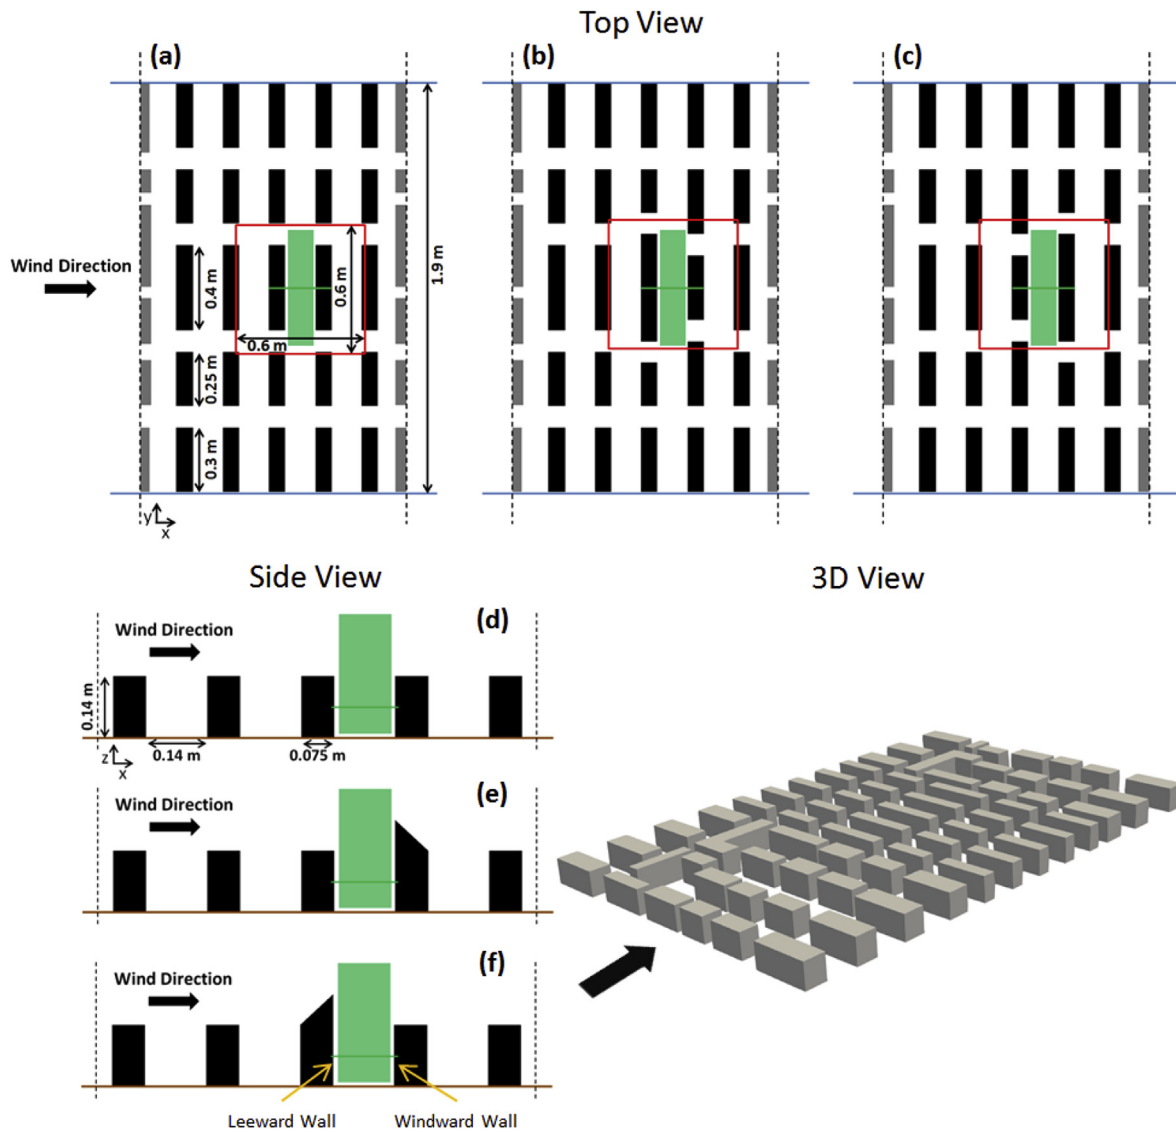 Top View
(a)
(b)
(c)
Wind Direction
0.4 m
0.6 m
0.6 m
1.9 m
0.25 m
0.3 m
y
x
Side View
3D View
(d)
Wind Direction
0.14 m
0.14 m
0.075 m
z
x
(e)
Wind Direction
(f)
Wind Direction
Leeward Wall
Windward Wall